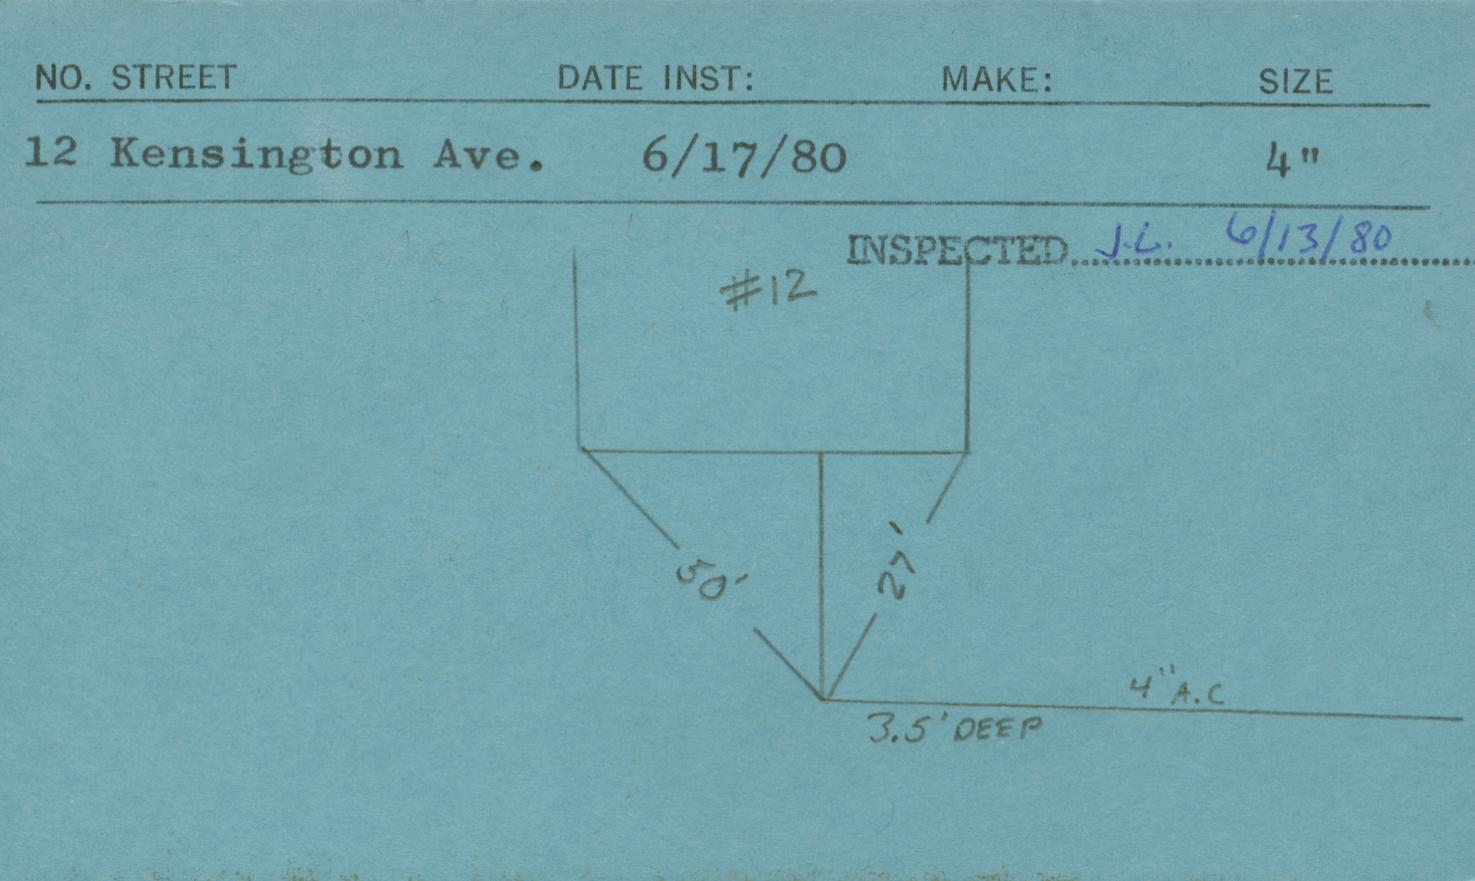 NO. STREET DATE INST: MAKE: SIZE
12 Kensington Ave. 6/17/80 4"
INSPECTED J.L. 6/13/80
#12
50'
27'
4" A.C
3.5' DEEP